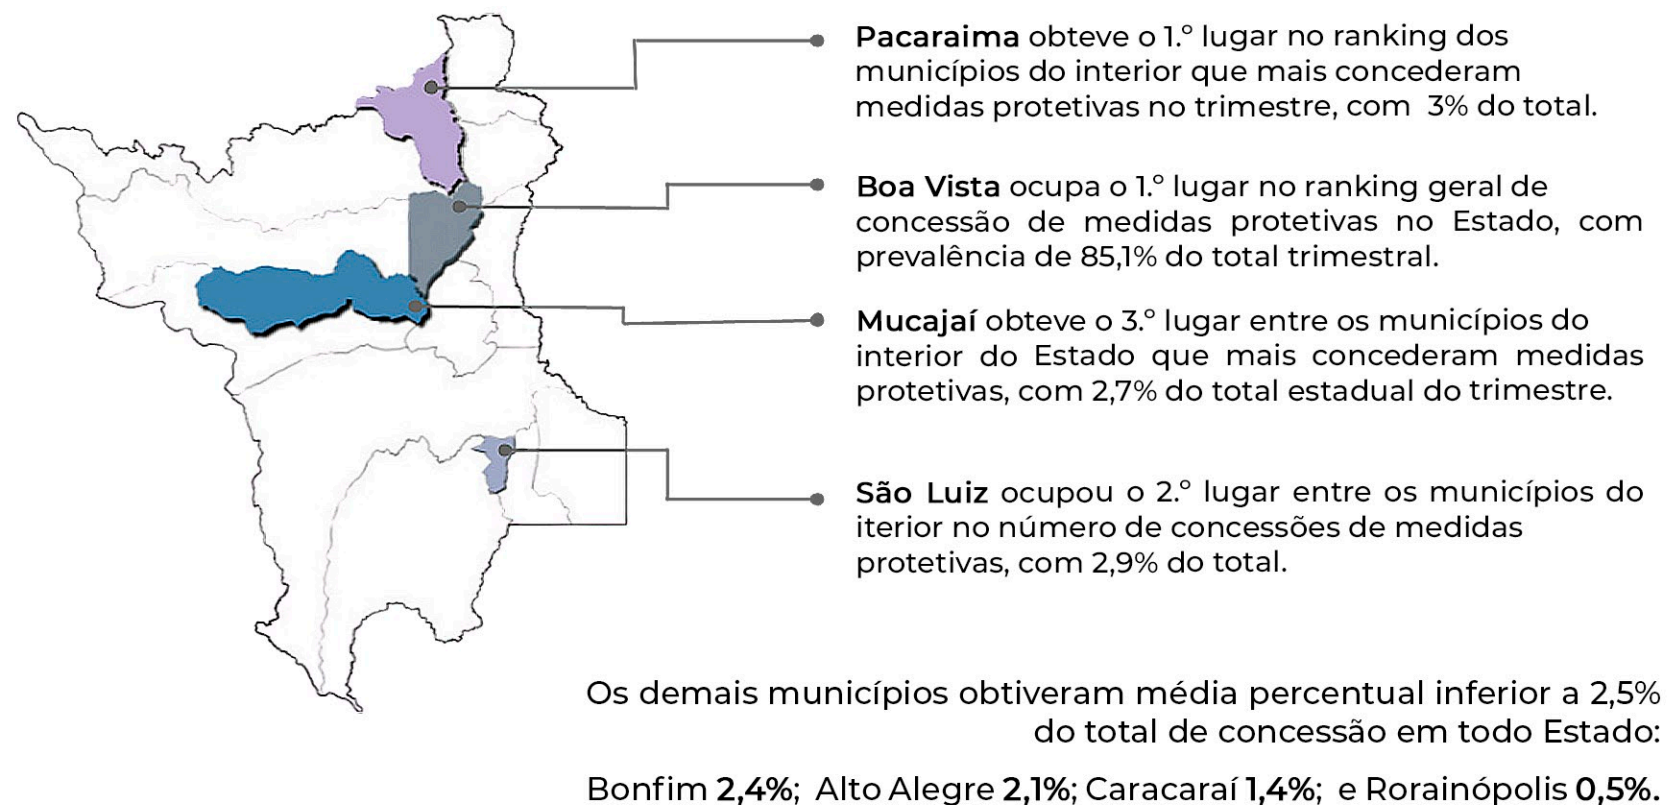 Pacaraima obteve o 1.º lugar no ranking dos
municípios do interior que mais concederam
medidas protetivas no trimestre, com 3% do total.
Boa Vista ocupa o 1.º lugar no ranking geral de
concessão de medidas protetivas no Estado, com
prevalência de 85,1% do total trimestral.
Mucajaí obteve o 3.º lugar entre os municípios do
interior do Estado que mais concederam medidas
protetivas, com 2,7% do total estadual do trimestre.
São Luiz ocupou o 2.º lugar entre os municípios do
iterior no número de concessões de medidas
protetivas, com 2,9% do total.
Os demais municípios obtiveram média percentual inferior a 2,5%
do total de concessão em todo Estado:
Bonfim 2,4%; Alto Alegre 2,1%; Caracaraí 1,4%; e Rorainópolis 0,5%.